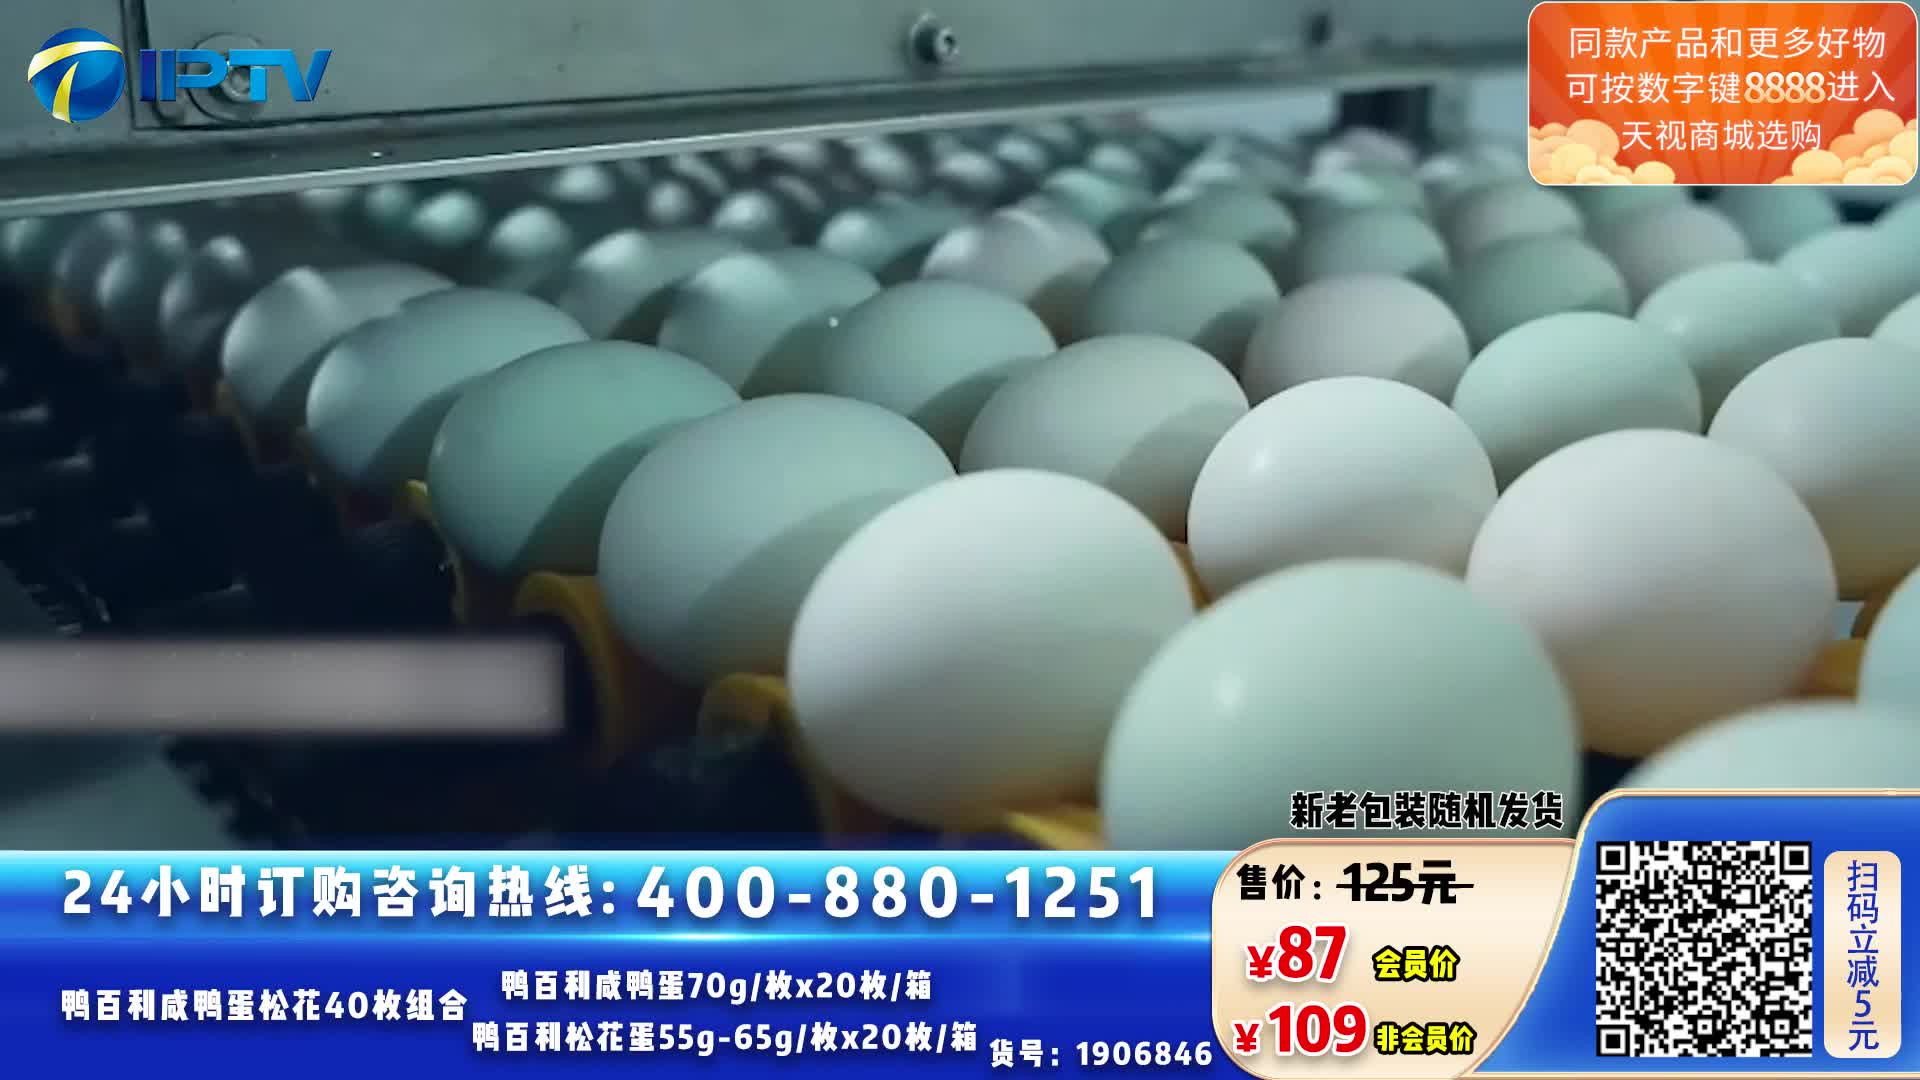 IPTV
同款产品和更多好物
可按数字键8888进入
天视商城选购
新老包装随机发货
24小时订购咨询热线:400-880-1251
售价:125元
¥87 会员价
¥109 非会员价
鸭百利咸鸭蛋松花40枚组合
鸭百利咸鸭蛋70g/枚x20枚/箱
鸭百利松花蛋55g-65g/枚x20枚/箱
货号:1906846
扫码立减5元